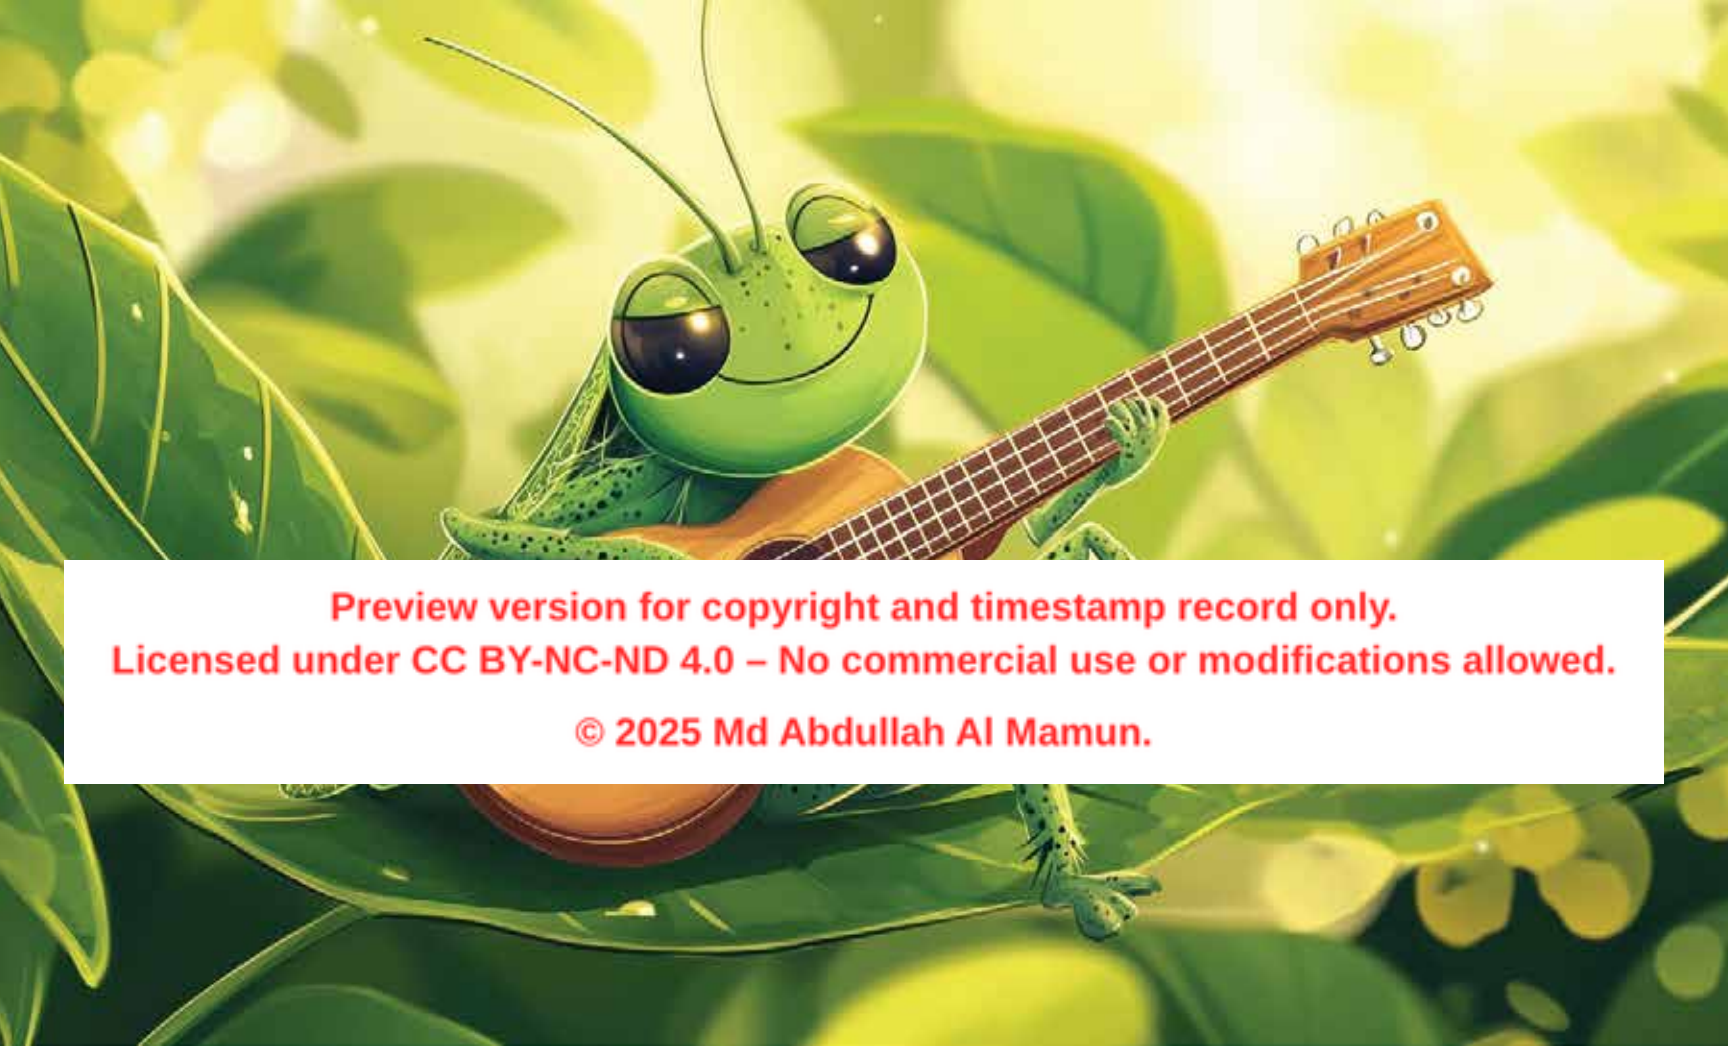 Preview version for copyright and timestamp record only.
Licensed under CC BY-NC-ND 4.0 – No commercial use or modifications allowed.
© 2025 Md Abdullah Al Mamun.